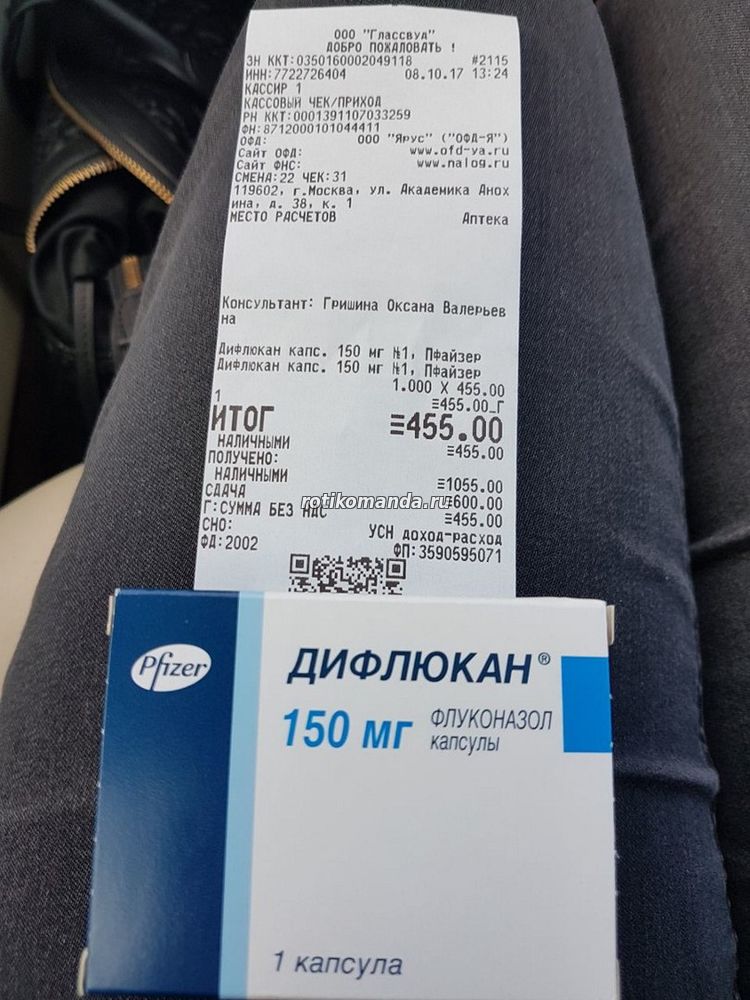 ООО "Глассвуд"
ДОБРО ПОЖАЛОВАТЬ !
ЗН ККТ:0350160002049118 #2115
ИНН:7722726404 08.10.17 13:24
КАССИР 1
КАССОВЫЙ ЧЕК/ПРИХОД
РН ККТ:0001391107033259
ФН:8712000101044411
ОФД: ООО "Ярус" ("ОФД-Я")
Сайт ОФД: www.ofd-ya.ru
Сайт ФНС: www.nalog.ru
СМЕНА:22 ЧЕК:31
119602, г.Москва, ул. Академика Анох
ина, д. 38, к. 1
МЕСТО РАСЧЕТОВ Аптека
Консультант: Гришина Оксана Валерьев
на
Дифлюкан капс. 150 мг №1, Пфайзер
Дифлюкан капс. 150 мг №1, Пфайзер
1.000 X 455.00
1 ≡455.00_Г
ИТОГ ≡455.00
НАЛИЧНЫМИ ≡455.00
ПОЛУЧЕНО:
НАЛИЧНЫМИ ≡1055.00
СДАЧА ≡600.00
Г:СУММА БЕЗ НДС ≡455.00
СНО: УСН доход-расход
ФД:2002 ФП:3590595071
rotikomanda.ru
Pfizer
ДИФЛЮКАН®
150 мг ФЛУКОНАЗОЛ
капсулы
1 капсула